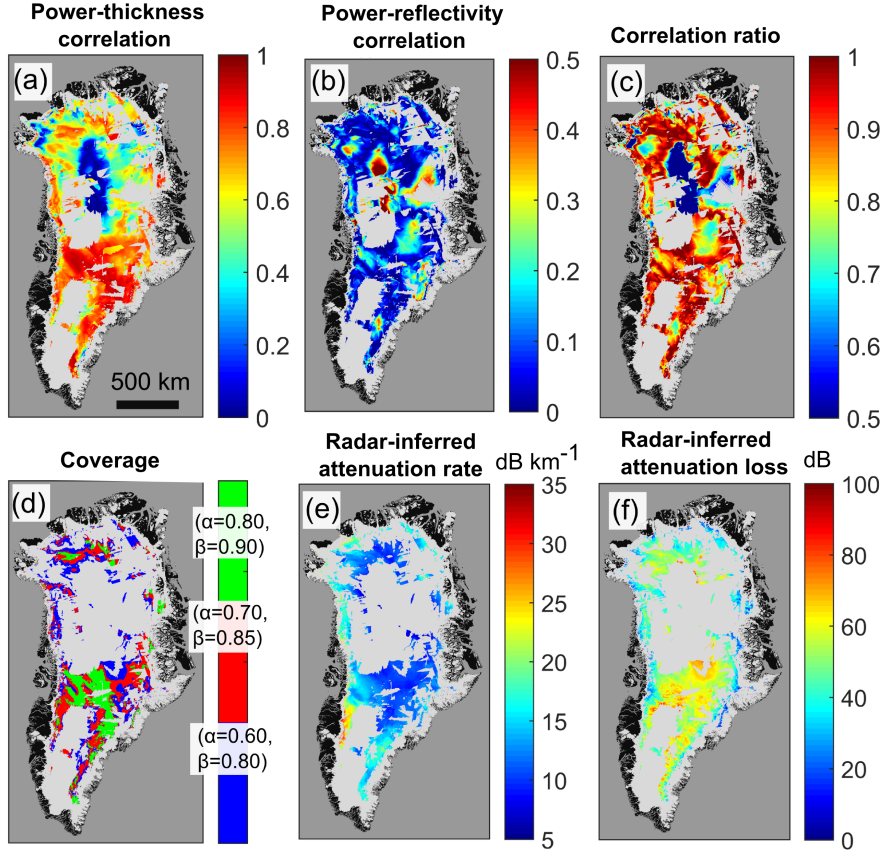 Power-thickness
correlation
Power-reflectivity
correlation
Correlation ratio
(a)
1
0.8
0.6
0.4
0.2
0
500 km
(b)
0.5
0.4
0.3
0.2
0.1
0
(c)
1
0.9
0.8
0.7
0.6
0.5
Coverage
(d)
(α=0.80,
β=0.90)
(α=0.70,
β=0.85)
(α=0.60,
β=0.80)
Radar-inferred
attenuation rate
dB km⁻¹
(e)
35
30
25
20
15
10
5
Radar-inferred
attenuation loss
dB
(f)
100
80
60
40
20
0